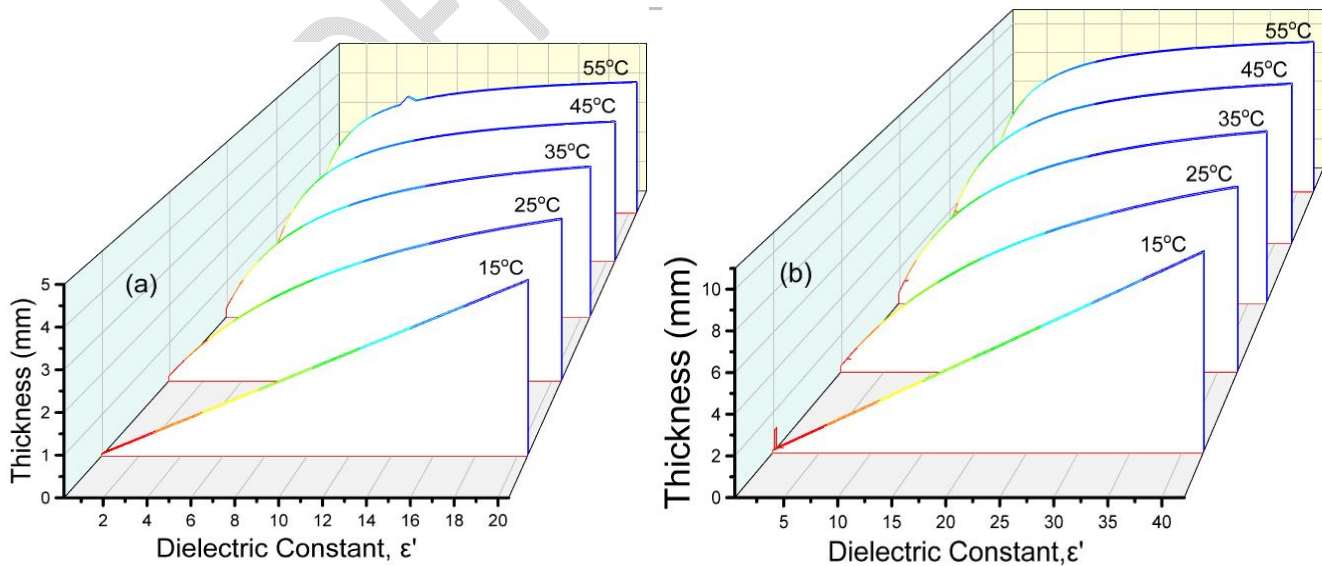 55°C
45°C
35°C
25°C
15°C
(a)
Thickness (mm)
5
4
3
2
1
0
2 4 6 8 10 12 14 16 18 20
Dielectric Constant, ε'
55°C
45°C
35°C
25°C
15°C
(b)
Thickness (mm)
10
8
6
4
2
0
5 10 15 20 25 30 35 40
Dielectric Constant,ε'